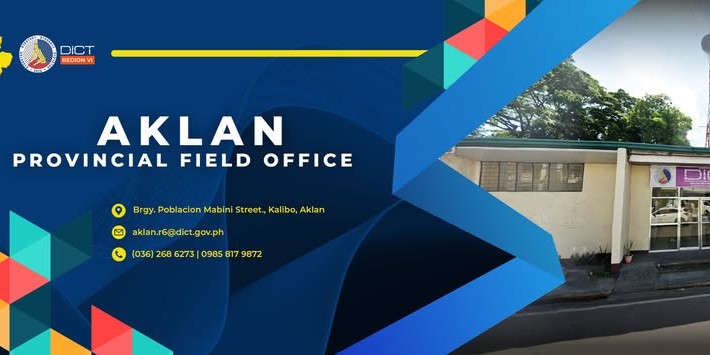 DICT
REGION VI
AKLAN
PROVINCIAL FIELD OFFICE
Brgy. Poblacion Mabini Street., Kalibo, Aklan
aklan.r6@dict.gov.ph
(036) 268 6273 | 0985 817 9872
DICT